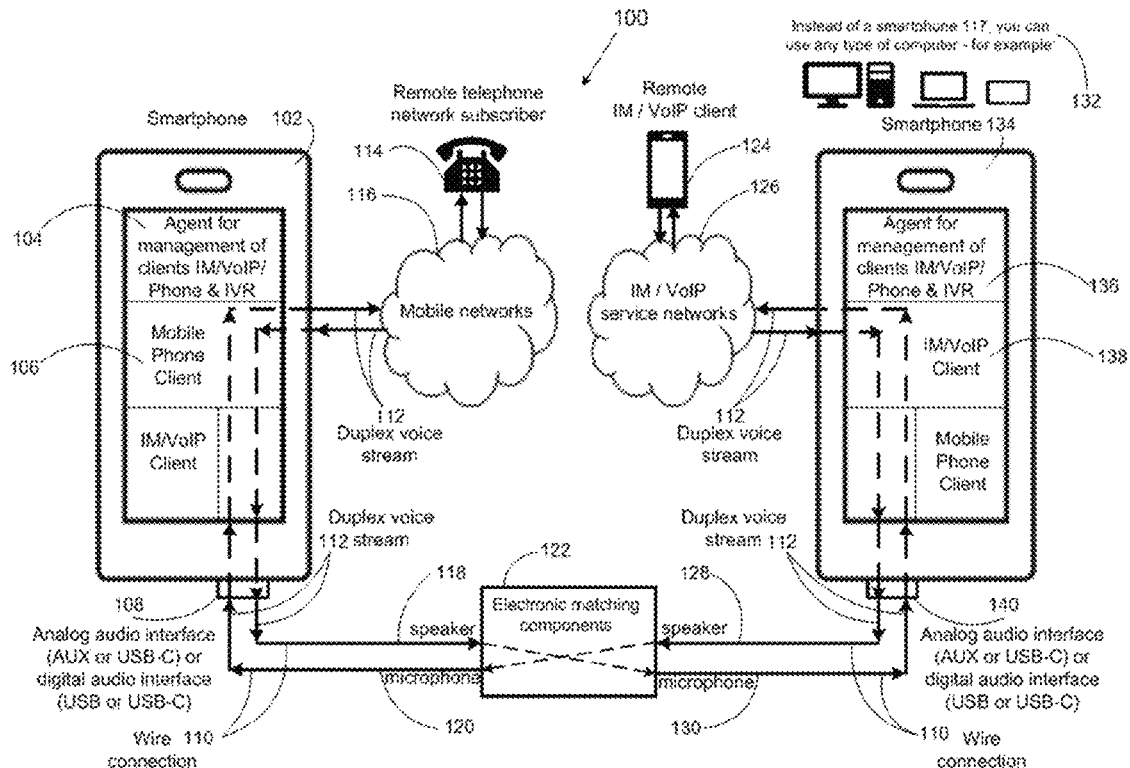 100
Instead of a smartphone 117, you can
use any type of computer - for example
132
Smartphone 102
Remote telephone
network subscriber
114
116
Remote
IM / VoIP client
124
126
Smartphone 134
104
Agent for
management of
clients IM/VoIP/
Phone & IVR
Mobile
Phone
Client
106
IM/VoIP
Client
Mobile networks
112
Duplex voice
stream
IM / VoIP
service networks
112
Duplex voice
stream
Agent for
management of
clients IM/VoIP/
Phone & IVR
136
IM/VoIP
Client
138
Mobile
Phone
Client
Duplex voice
112 stream
Duplex voice
stream 112
108
Analog audio interface
(AUX or USB-C) or
digital audio interface
(USB or USB-C)
118
speaker
microphone
120
122
Electronic matching
components
128
speaker
microphone
130
140
Analog audio interface
(AUX or USB-C) or
digital audio interface
(USB or USB-C)
Wire 110
connection
110 Wire
connection